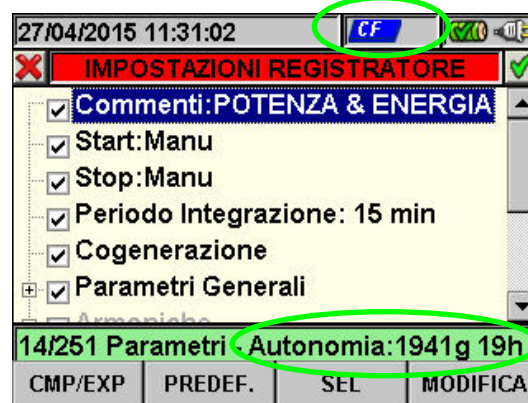 27/04/2015 11:31:02 CF
IMPOSTAZIONI REGISTRATORE
Commenti:POTENZA & ENERGIA
Start:Manu
Stop:Manu
Periodo Integrazione: 15 min
Cogenerazione
Parametri Generali
Armoniche
14/251 Parametri - Autonomia:1941g 19h
CMP/EXP PREDEF. SEL MODIFICA